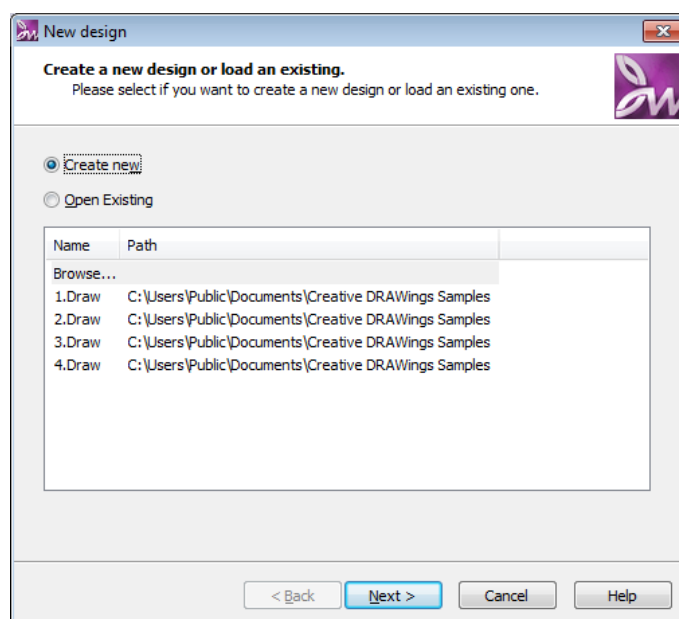 New design
Create a new design or load an existing.
Please select if you want to create a new design or load an existing one.
Create new
Open Existing
Name Path
Browse...
1.Draw C:\Users\Public\Documents\Creative DRAWings Samples
2.Draw C:\Users\Public\Documents\Creative DRAWings Samples
3.Draw C:\Users\Public\Documents\Creative DRAWings Samples
4.Draw C:\Users\Public\Documents\Creative DRAWings Samples
< Back Next > Cancel Help